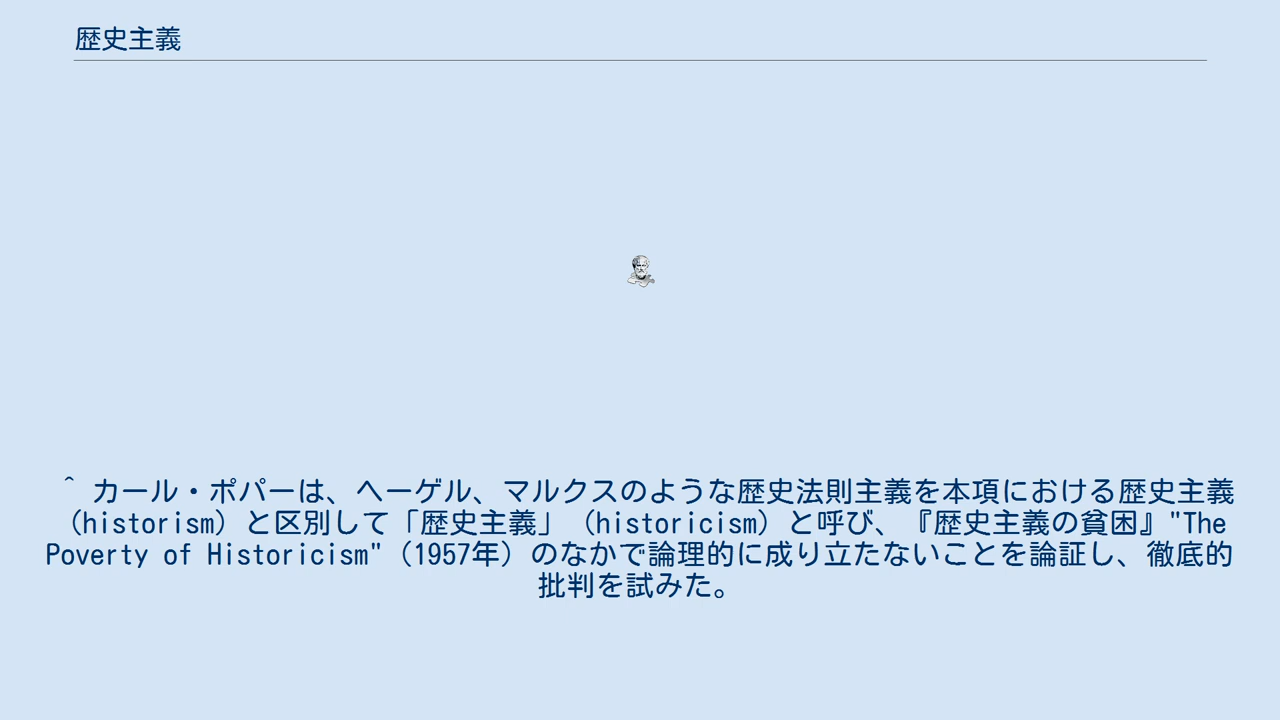 歴史主義
^ カール・ポパーは、ヘーゲル、マルクスのような歴史法則主義を本項における歴史主義
（historism）と区別して「歴史主義」（historicism）と呼び、『歴史主義の貧困』"The
Poverty of Historicism"（1957年）のなかで論理的に成り立たないことを論証し、徹底的
批判を試みた。